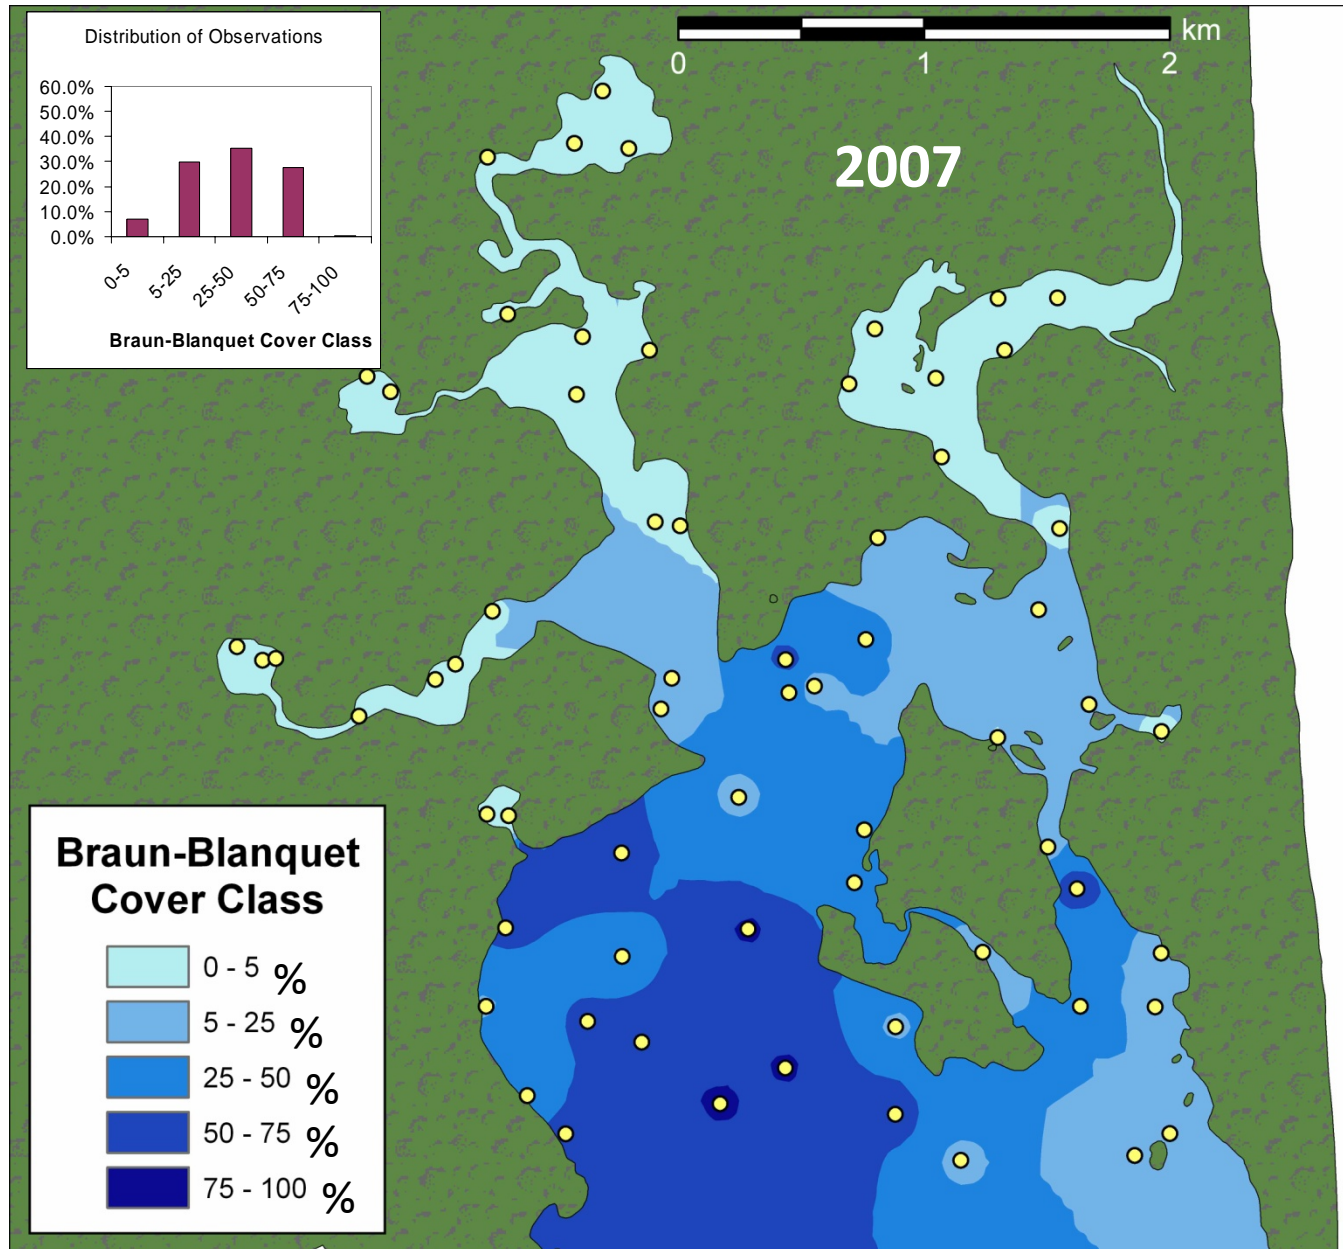 Distribution of Observations
60.0%
50.0%
40.0%
30.0%
20.0%
10.0%
0.0%
0-5
5-25
25-50
50-75
75-100
Braun-Blanquet Cover Class
km
0 1 2
2007
Braun-Blanquet
Cover Class
0 - 5 %
5 - 25 %
25 - 50 %
50 - 75 %
75 - 100 %